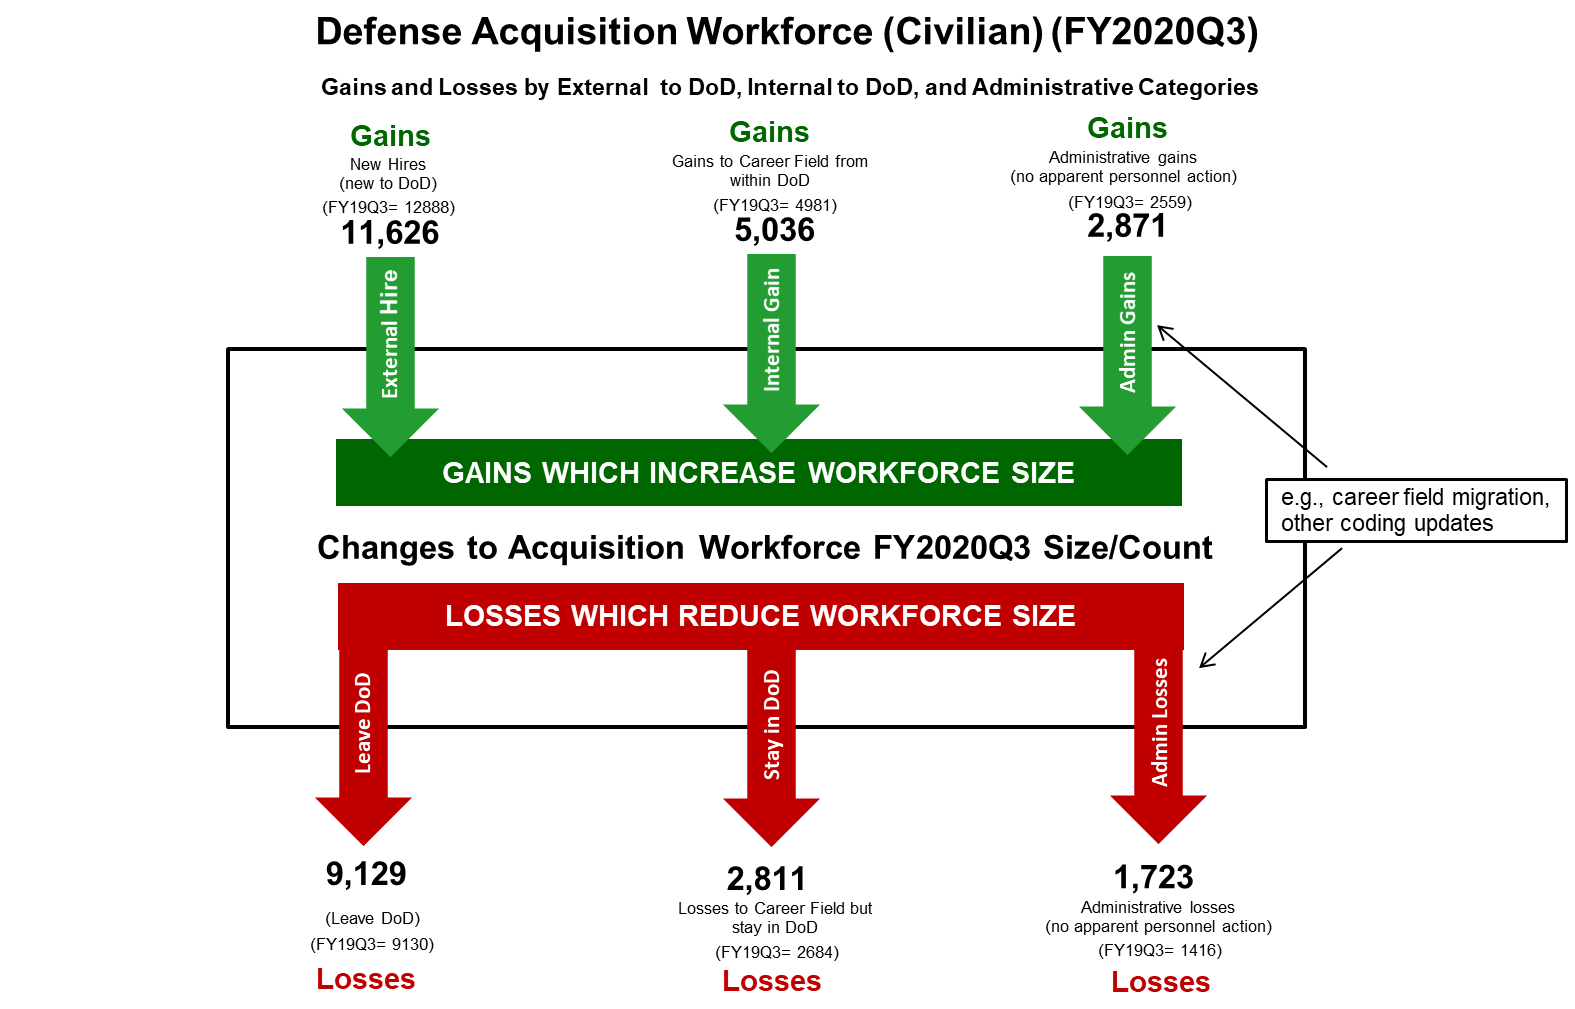 Defense Acquisition Workforce (Civilian) (FY2020Q3)
Gains and Losses by External to DoD, Internal to DoD, and Administrative Categories
Gains
New Hires
(new to DoD)
(FY19Q3= 12888)
11,626
Gains
Gains to Career Field from
within DoD
(FY19Q3= 4981)
5,036
Gains
Administrative gains
(no apparent personnel action)
(FY19Q3= 2559)
2,871
External Hire
Internal Gain
Admin Gains
GAINS WHICH INCREASE WORKFORCE SIZE
e.g., career field migration,
other coding updates
Changes to Acquisition Workforce FY2020Q3 Size/Count
LOSSES WHICH REDUCE WORKFORCE SIZE
Leave DoD
Stay in DoD
Admin Losses
9,129
(Leave DoD)
(FY19Q3= 9130)
Losses
2,811
Losses to Career Field but
stay in DoD
(FY19Q3= 2684)
Losses
1,723
Administrative losses
(no apparent personnel action)
(FY19Q3= 1416)
Losses